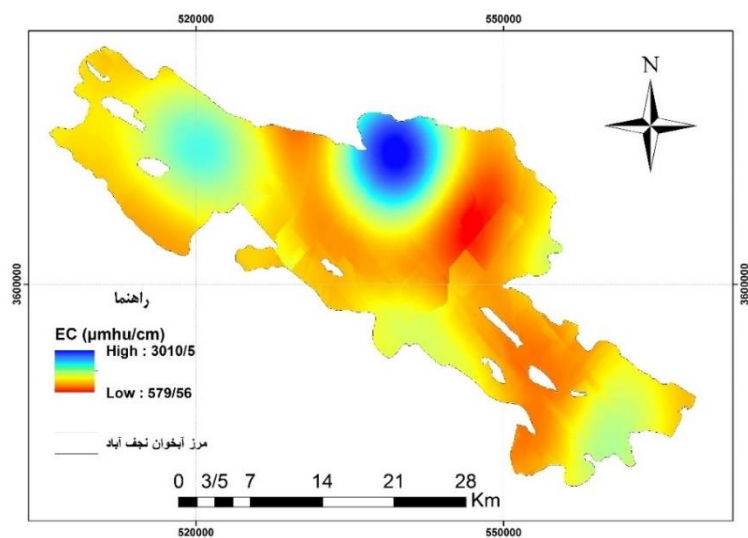 520000 550000
N
3600000 3600000
راهنما
EC (µmhu/cm)
High : 3010/5
Low : 579/56
مرز آبخوان نجف آباد
0 3/5 7 14 21 28
Km
520000 550000